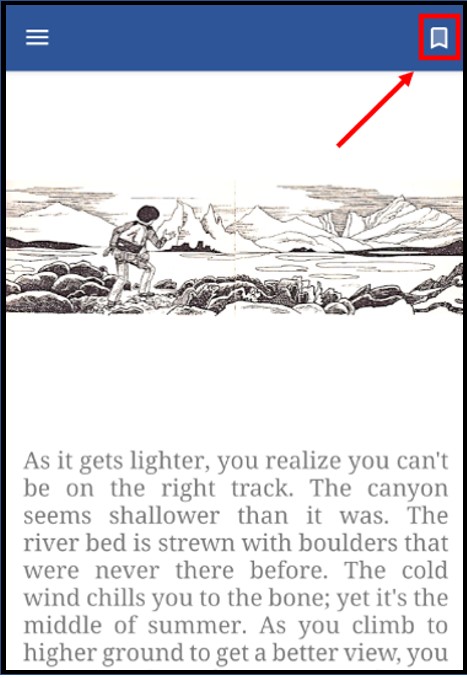 As it gets lighter, you realize you can't
be on the right track. The canyon
seems shallower than it was. The
river bed is strewn with boulders that
were never there before. The cold
wind chills you to the bone; yet it's the
middle of summer. As you climb to
higher ground to get a better view, you